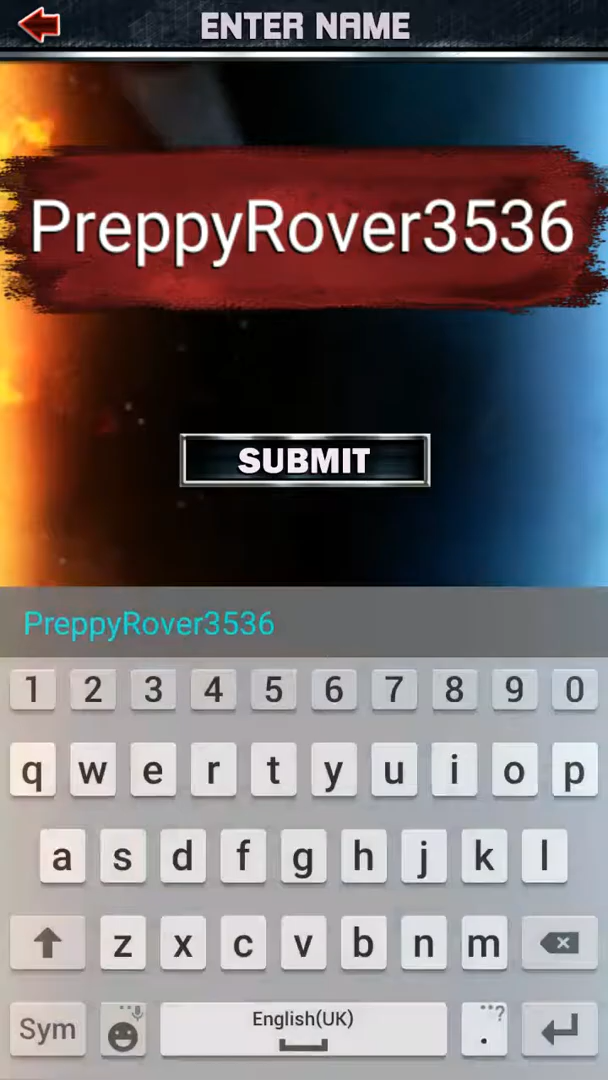 ENTER NAME
PreppyRover3536
SUBMIT
PreppyRover3536
1 2 3 4 5 6 7 8 9 0
q w e r t y u i o p
a s d f g h j k l
z x c v b n m
Sym English(UK) . ?